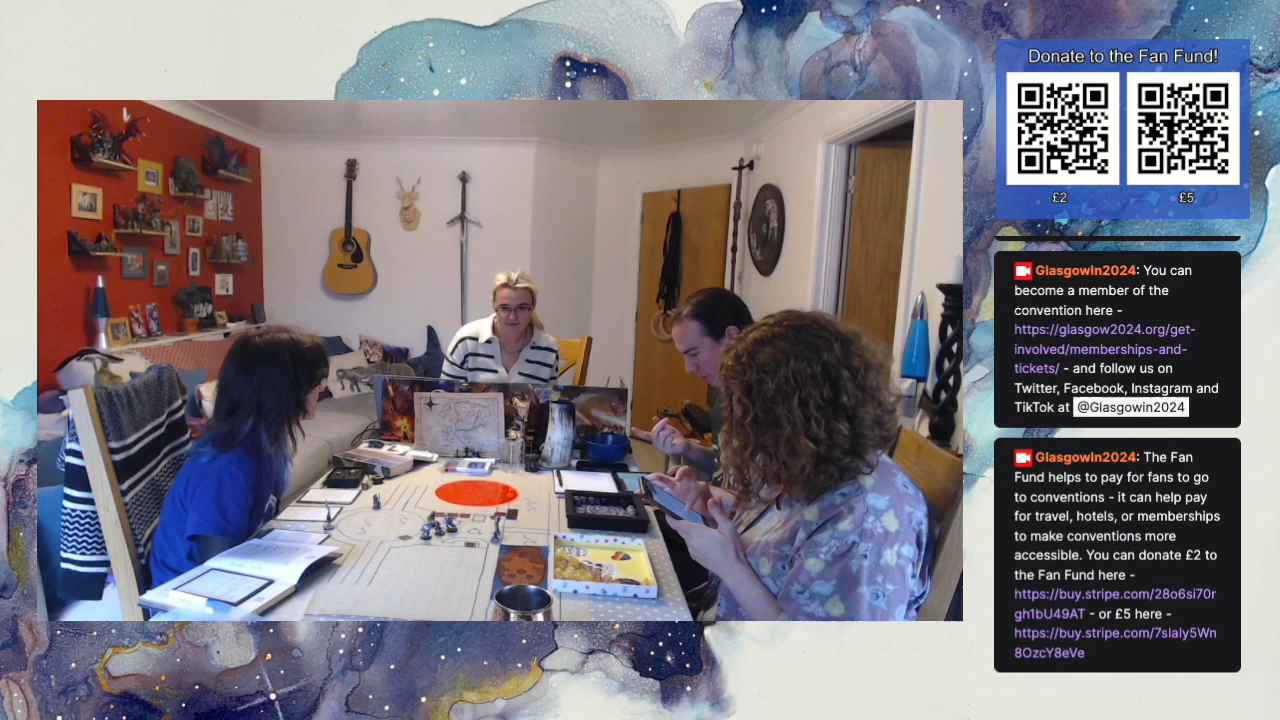 Donate to the Fan Fund!
£2
£5
GlasgowIn2024: You can
become a member of the
convention here -
https://glasgow2024.org/get-
involved/memberships-and-
tickets/ - and follow us on
Twitter, Facebook, Instagram and
TikTok at @Glasgowin2024
GlasgowIn2024: The Fan
Fund helps to pay for fans to go
to conventions - it can help pay
for travel, hotels, or memberships
to make conventions more
accessible. You can donate £2 to
the Fan Fund here -
https://buy.stripe.com/28o6si70r
gh1bU49AT - or £5 here -
https://buy.stripe.com/7sIaly5Wn
8OzcY8eVe